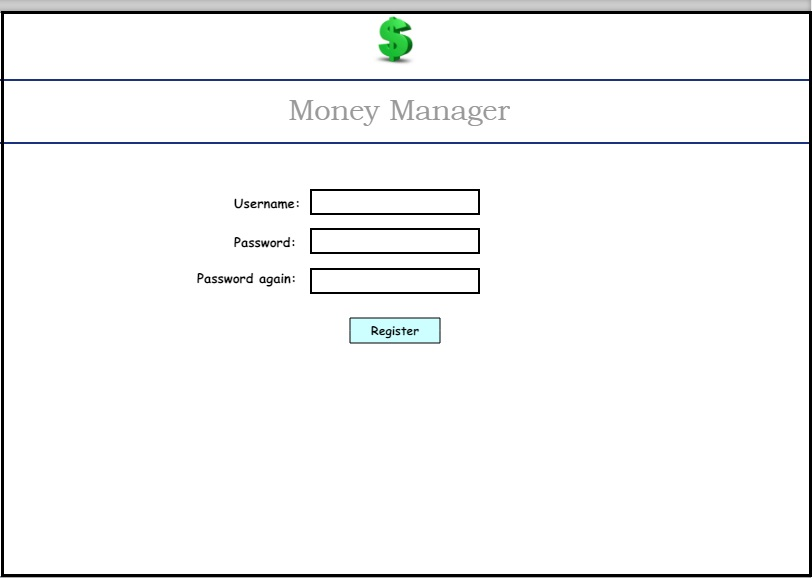 $
Money Manager
Username:
Password:
Password again:
Register